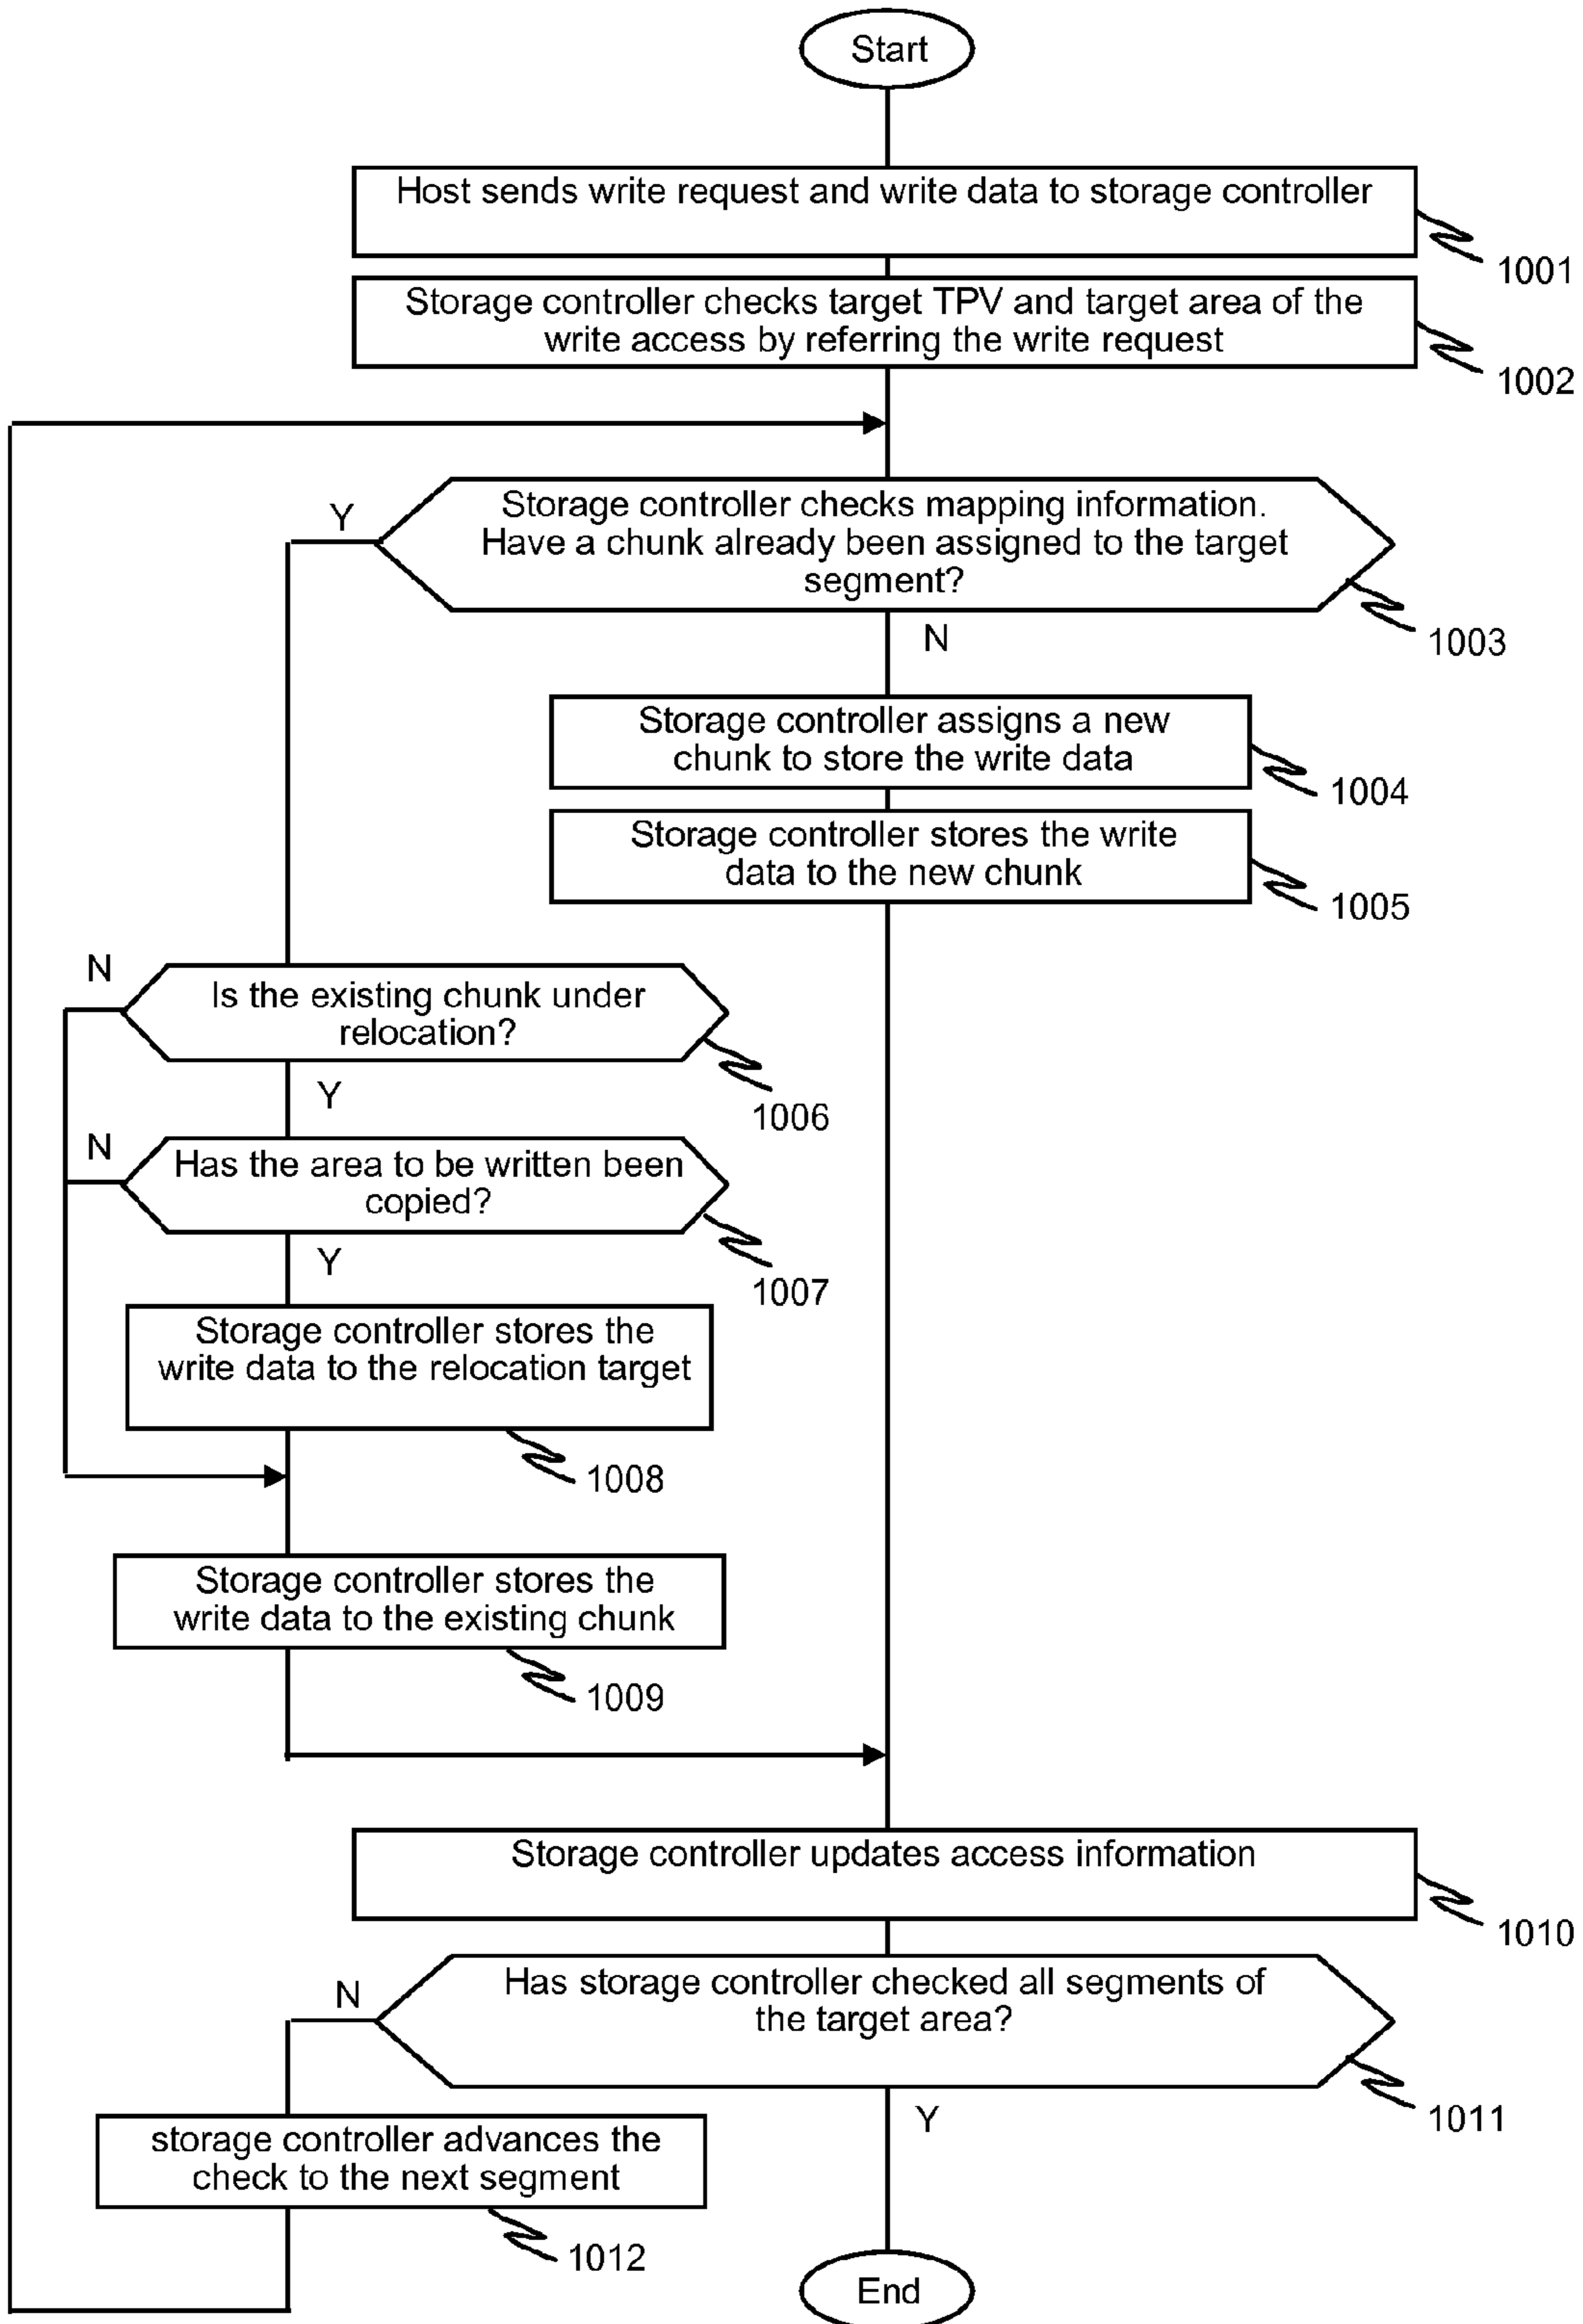 Start
Host sends write request and write data to storage controller
1001
Storage controller checks target TPV and target area of the
write access by referring the write request
1002
Y
Storage controller checks mapping information.
Have a chunk already been assigned to the target
segment?
1003
N
Storage controller assigns a new
chunk to store the write data
1004
Storage controller stores the write
data to the new chunk
1005
N
Is the existing chunk under
relocation?
1006
Y
N
Has the area to be written been
copied?
1007
Y
Storage controller stores the
write data to the relocation target
1008
Storage controller stores the
write data to the existing chunk
1009
Storage controller updates access information
1010
N
Has storage controller checked all segments of
the target area?
1011
Y
storage controller advances the
check to the next segment
1012
End